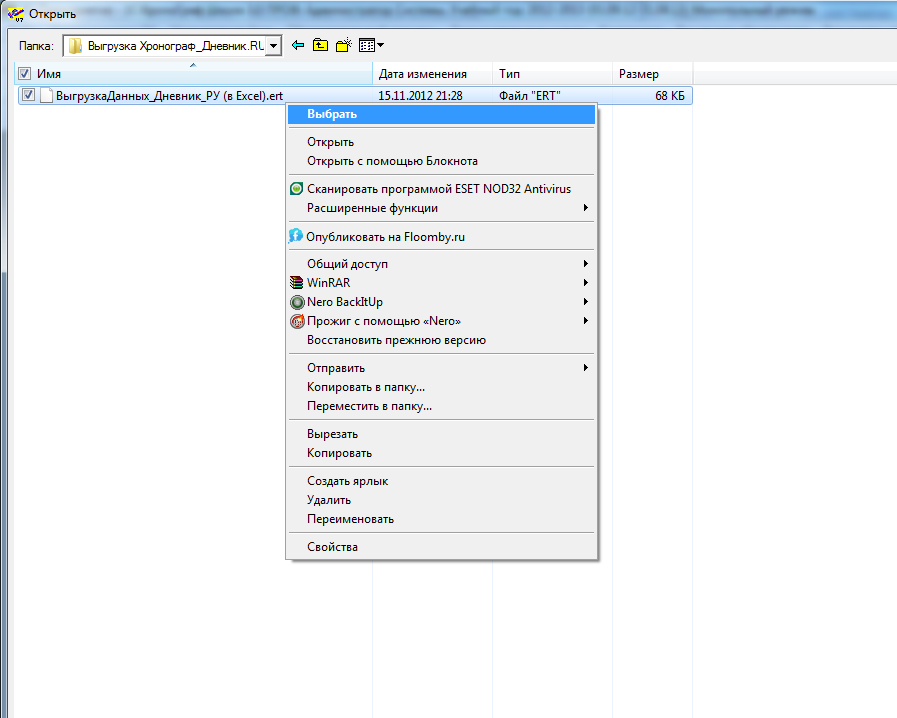 Открыть
Папка: Выгрузка Хронограф_Дневник.RU
Имя Дата изменения Тип Размер
ВыгрузкаДанных_Дневник_РУ (в Excel).ert 15.11.2012 21:28 Файл "ERT" 68 КБ
Выбрать
Открыть
Открыть с помощью Блокнота
Сканировать программой ESET NOD32 Antivirus
Расширенные функции
Опубликовать на Floomby.ru
Общий доступ
WinRAR
Nero BackItUp
Прожиг с помощью «Nero»
Восстановить прежнюю версию
Отправить
Копировать в папку...
Переместить в папку...
Вырезать
Копировать
Создать ярлык
Удалить
Переименовать
Свойства